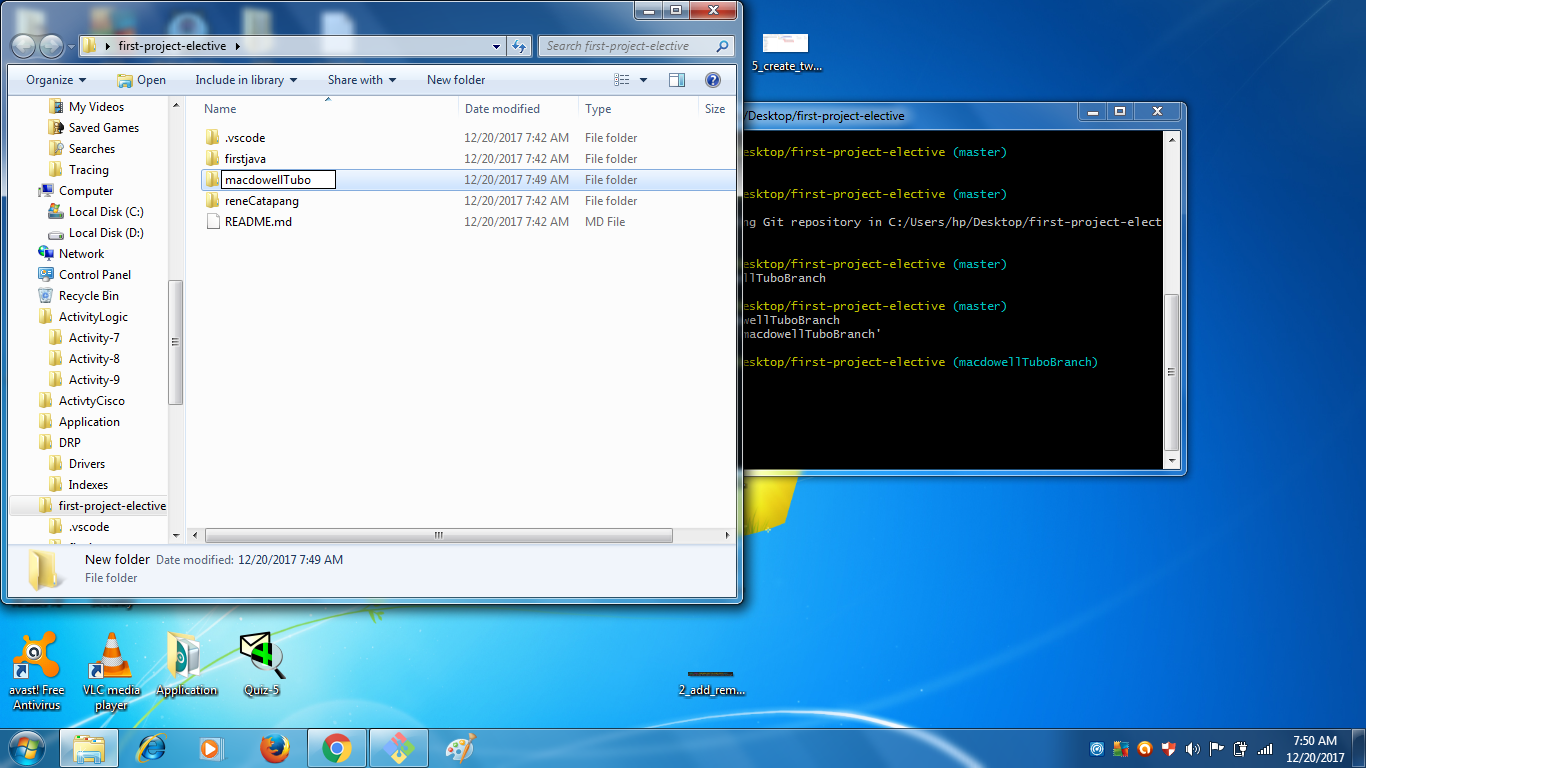 first-project-elective
Search first-project-elective
Organize Open Include in library Share with New folder
My Videos
Saved Games
Searches
Tracing
Computer
Local Disk (C:)
Local Disk (D:)
Network
Control Panel
Recycle Bin
ActivityLogic
Activity-7
Activity-8
Activity-9
ActivtyCisco
Application
DRP
Drivers
Indexes
first-project-elective
.vscode
Name Date modified Type Size
.vscode 12/20/2017 7:42 AM File folder
firstjava 12/20/2017 7:42 AM File folder
macdowellTubo 12/20/2017 7:49 AM File folder
reneCatapang 12/20/2017 7:42 AM File folder
README.md 12/20/2017 7:42 AM MD File
New folder Date modified: 12/20/2017 7:49 AM
File folder
5_create_tw...
/Desktop/first-project-elective
esktop/first-project-elective (master)
esktop/first-project-elective (master)
ng Git repository in C:/Users/hp/Desktop/first-project-elect
esktop/first-project-elective (master)
llTuboBranch
esktop/first-project-elective (master)
wellTuboBranch
macdowellTuboBranch'
esktop/first-project-elective (macdowellTuboBranch)
avast! Free
Antivirus
VLC media
player
Application
Quiz-5
2_add_rem...
7:50 AM
12/20/2017